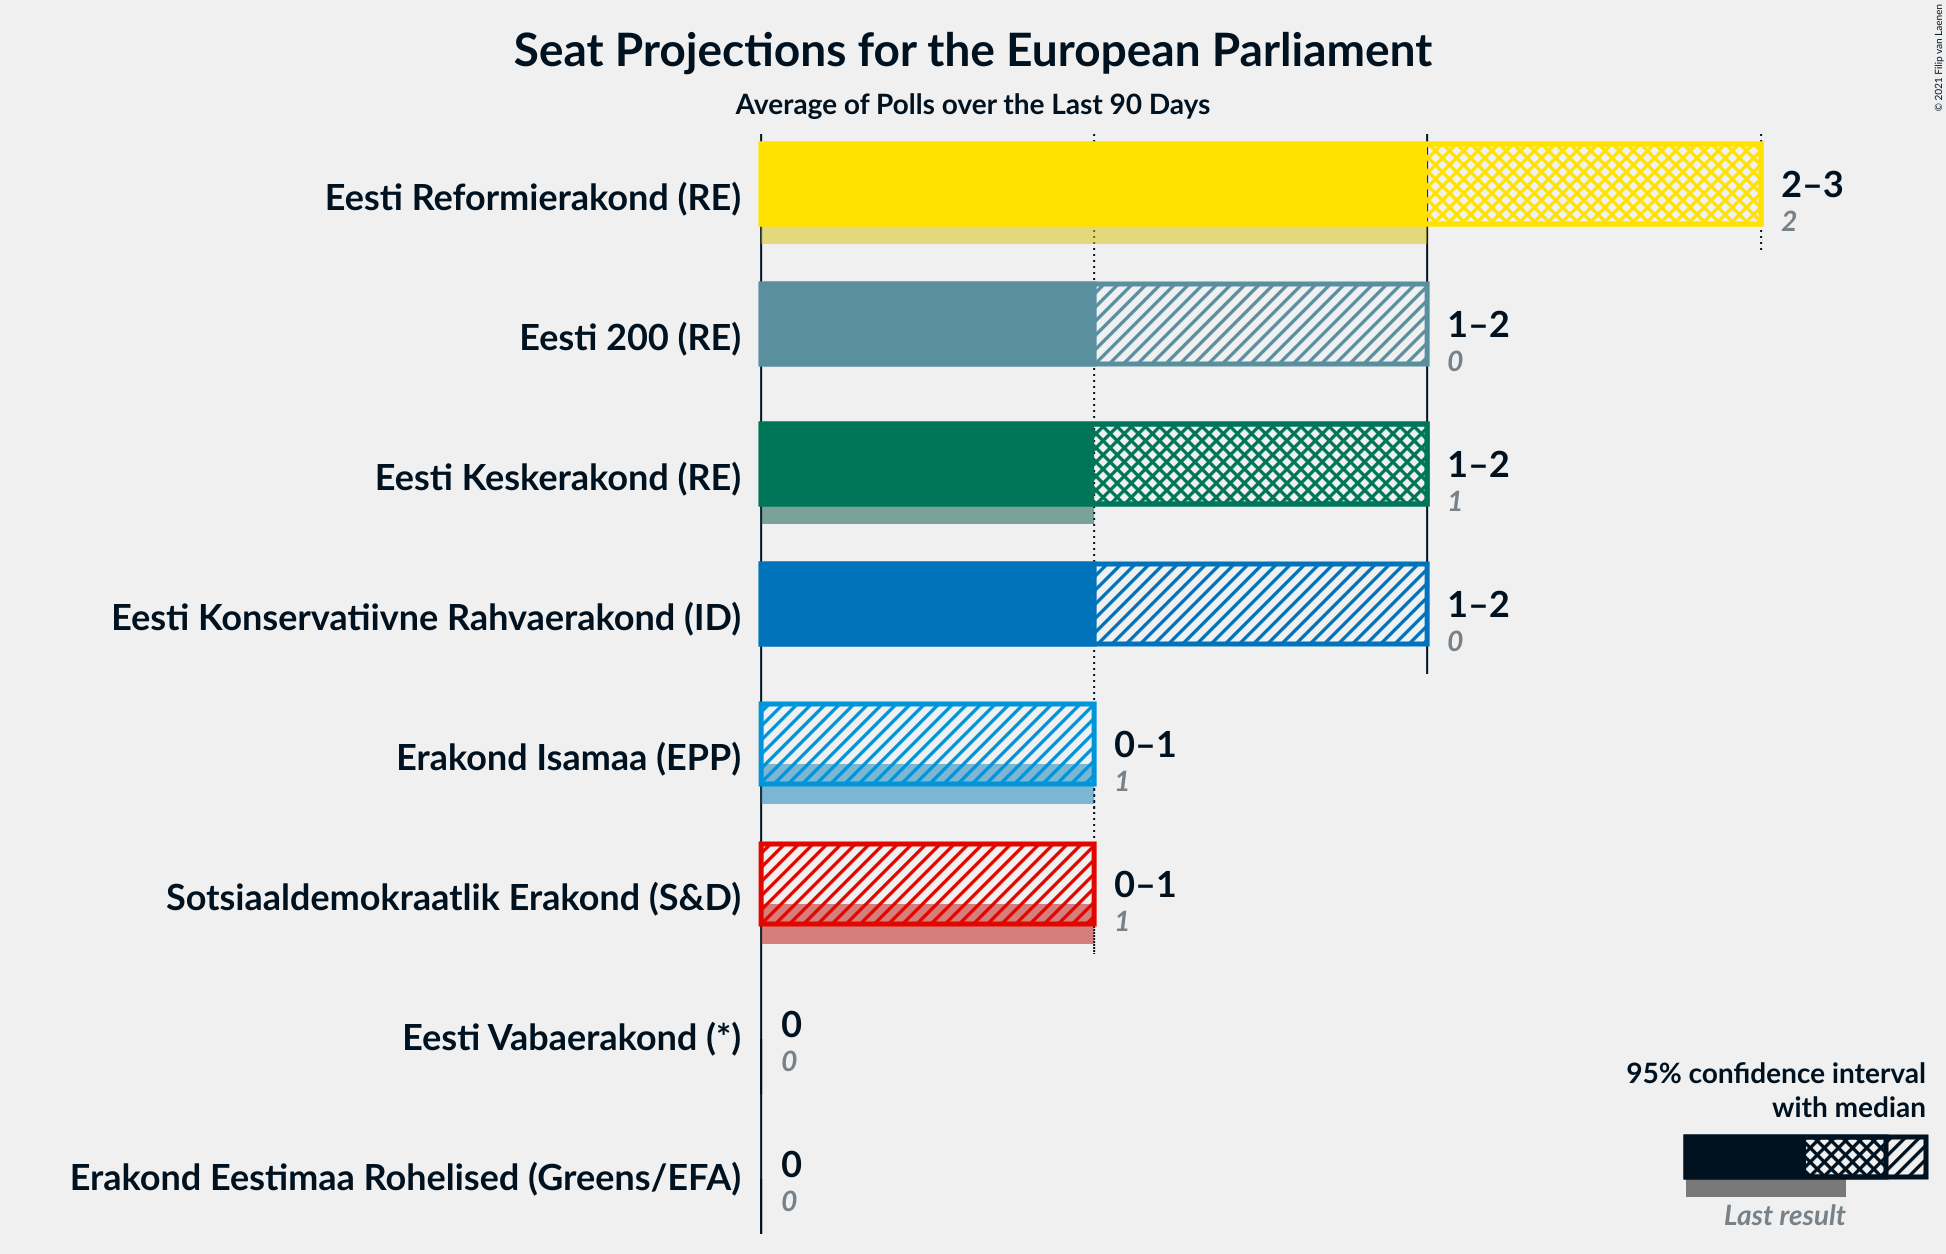 Seat Projections for the European Parliament
Average of Polls over the Last 90 Days
© 2021 Filip van Laenen
Eesti Reformierakond (RE)
2–3
2
Eesti 200 (RE)
1–2
0
Eesti Keskerakond (RE)
1–2
1
Eesti Konservatiivne Rahvaerakond (ID)
1–2
0
Erakond Isamaa (EPP)
0–1
1
Sotsiaaldemokraatlik Erakond (S&D)
0–1
1
Eesti Vabaerakond (*)
0
0
Erakond Eestimaa Rohelised (Greens/EFA)
0
0
95% confidence interval
with median
Last result